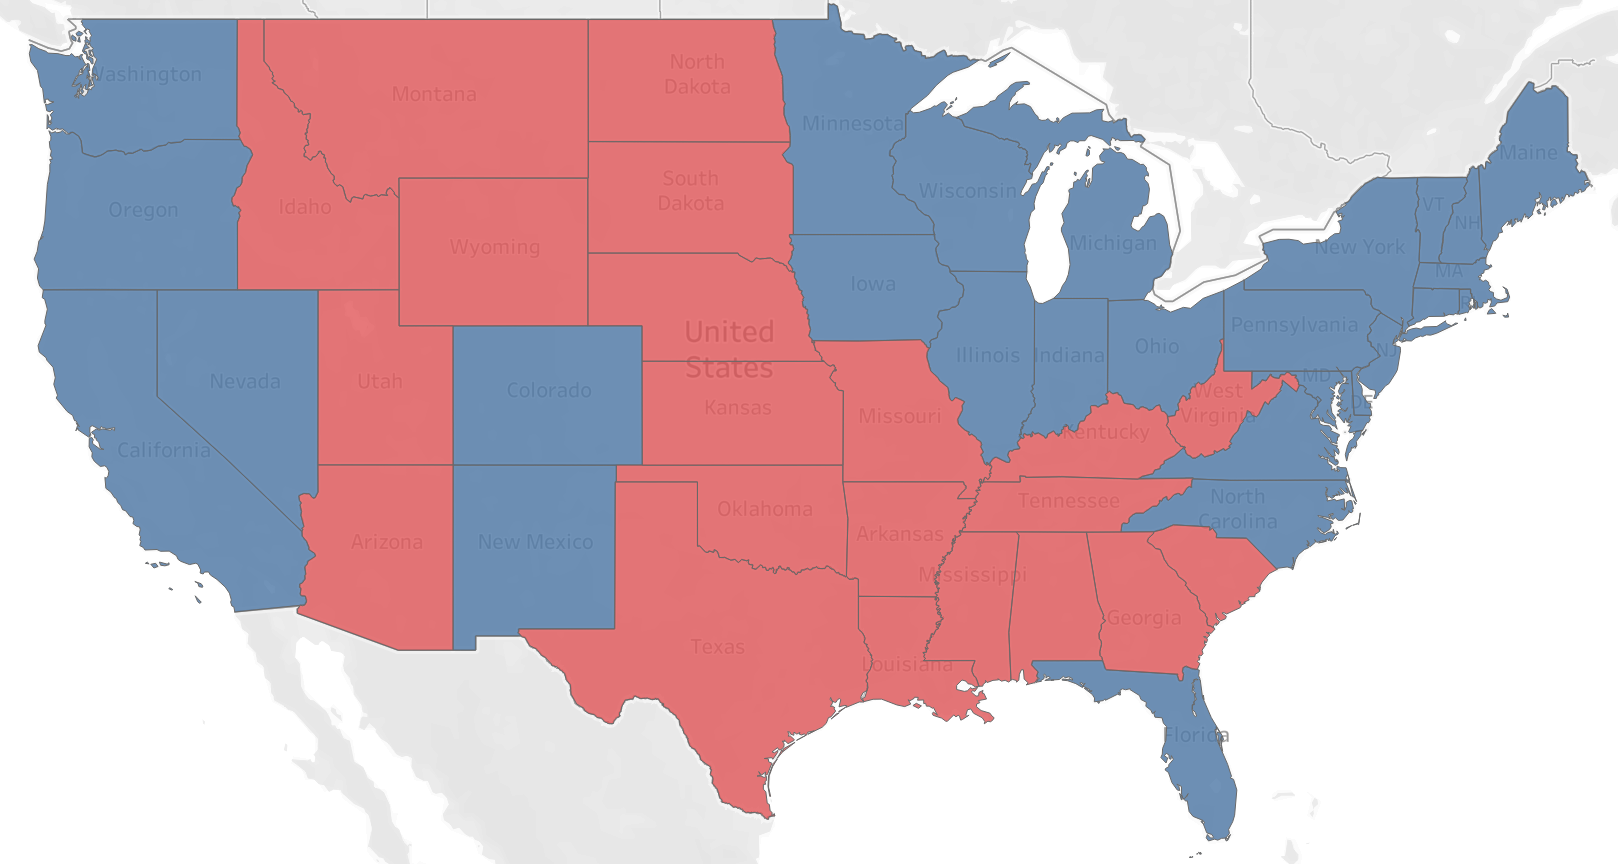 Washington
Montana
North
Dakota
Minnesota
Maine
Oregon
Idaho
South
Dakota
Wisconsin
VT
NH
Wyoming
Michigan
New York
MA
Iowa
RI
United
States
Pennsylvania
Nevada
Utah
Colorado
Kansas
Illinois
Indiana
Ohio
NJ
MD
DE
California
Missouri
Kentucky
West
Virginia
Arizona
New Mexico
Oklahoma
Arkansas
Tennessee
North
Carolina
Mississippi
Georgia
Texas
Louisiana
Florida